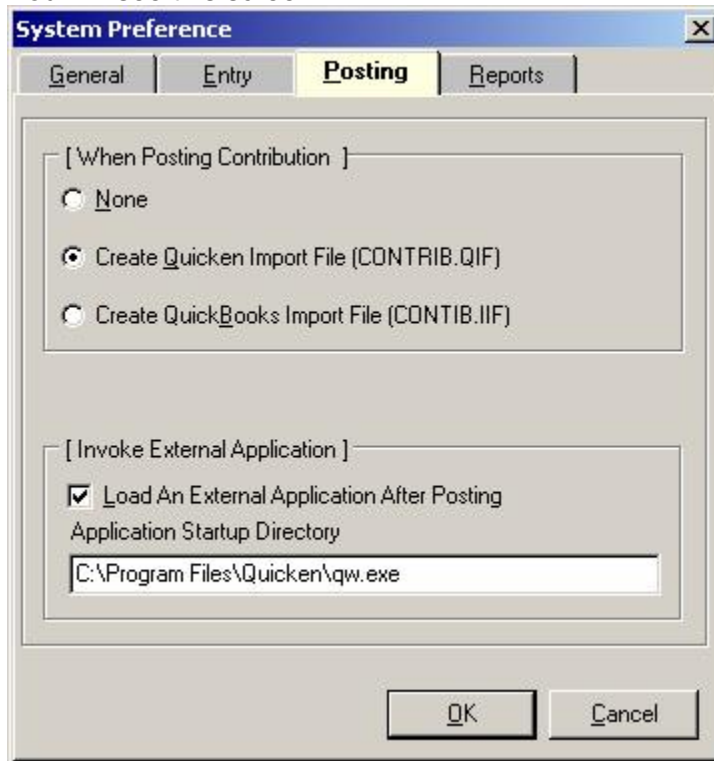 System Preference
General Entry Posting Reports
[ When Posting Contribution ]
None
Create Quicken Import File (CONTRIB.QIF)
Create QuickBooks Import File (CONTIB.IIF)
[ Invoke External Application ]
Load An External Application After Posting
Application Startup Directory
C:\Program Files\Quicken\qw.exe
OK Cancel